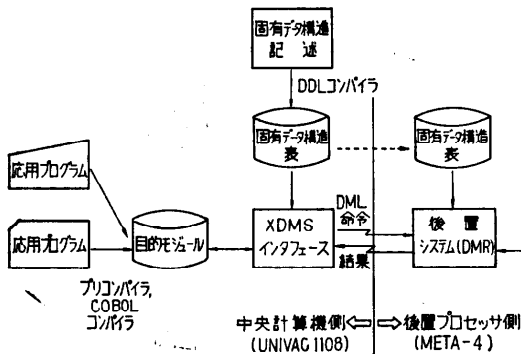 固有データ構造
記述
DDLコンパイラ
固有データ構造
表
固有データ構造
表
応用プログラム
応用プログラム
目的モジュール
プリコンパイラ,
COBOL
コンパイラ
XDMS
インタフェース
DML
命令
結果
後置
システム(DMR)
中央計算機側⇦⇨後置プロセッサ側
(UNIVAC 1108) (META-4)